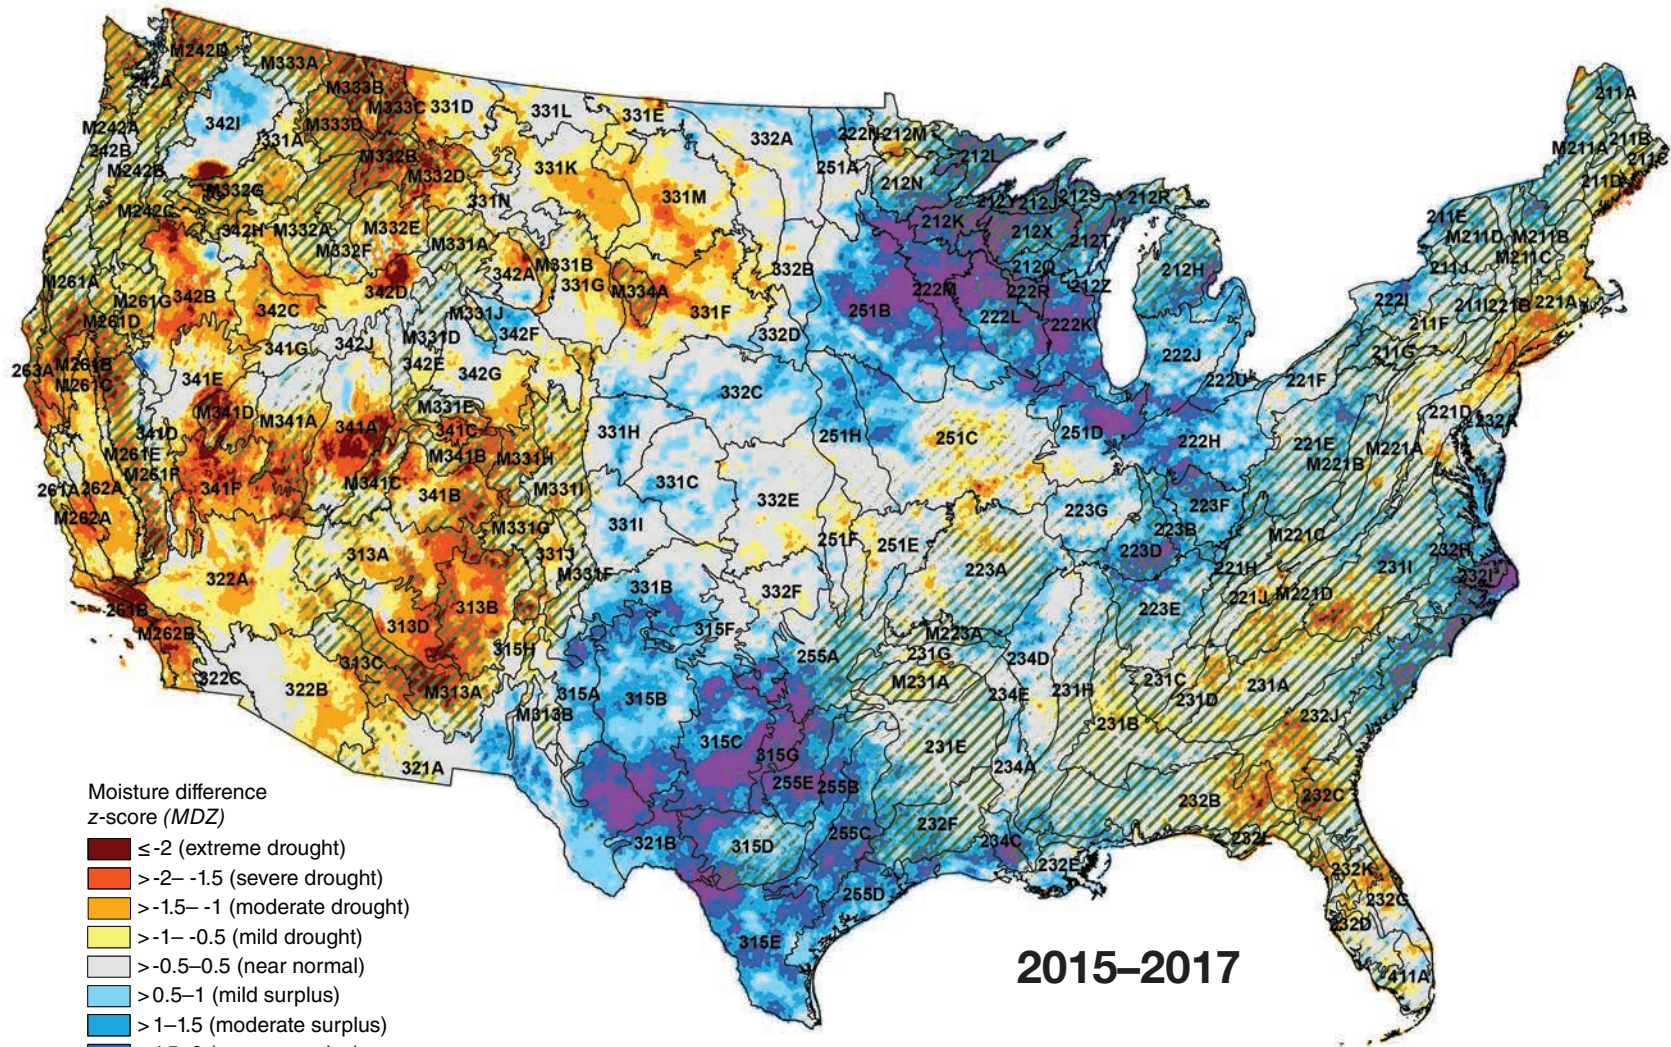 M242D
M333A
242A
M333B
M333C
331D
331L
331E
332A
222N
212M
212L
211A
342I
M333D
331A
M242A
242B
M242B
M332B
M332D
331K
251A
212N
211B
M211A
211C
211D
M332G
M242C
331N
331M
212Y
212J
212S
212R
342H
M332A
M332E
M332F
M331A
212K
212X
212T
211E
M211D
M211B
M211C
M261A
M261G
342B
342C
342D
342A
M331B
331G
M334A
332B
212Q
212Z
212H
211J
M261D
M331J
342F
331F
251B
222M
222R
222L
222K
222I
211I
221B
221A
341G
342J
M331D
342E
342G
332D
222J
211F
211G
263A
M261B
M261C
341E
332C
222U
221F
M341D
M341A
341A
M331E
341C
331H
251H
251C
251D
222H
221D
232A
341D
M261E
M261F
M341B
M331H
221E
M221A
M221B
261A
262A
341F
M341C
341B
M331I
331C
332E
223G
223F
M262A
M331G
331I
251F
251E
223B
M221C
232H
322A
313A
331J
M331F
331B
332F
223A
223D
221H
231I
232I
261B
M262B
313B
313D
315F
M223A
223E
221J
M221D
322C
322B
313C
M313A
315H
255A
231G
M231A
234D
234E
231H
231C
231D
231A
M313B
315A
315B
315C
315G
231E
231B
232J
321A
255E
255B
234A
232B
232C
321B
315D
255C
232F
234C
232E
232L
232K
255D
232G
232D
315E
411A
Moisture difference
z-score (MDZ)
≤ -2 (extreme drought)
> -2– -1.5 (severe drought)
> -1.5– -1 (moderate drought)
> -1– -0.5 (mild drought)
> -0.5–0.5 (near normal)
> 0.5–1 (mild surplus)
> 1–1.5 (moderate surplus)
2015–2017